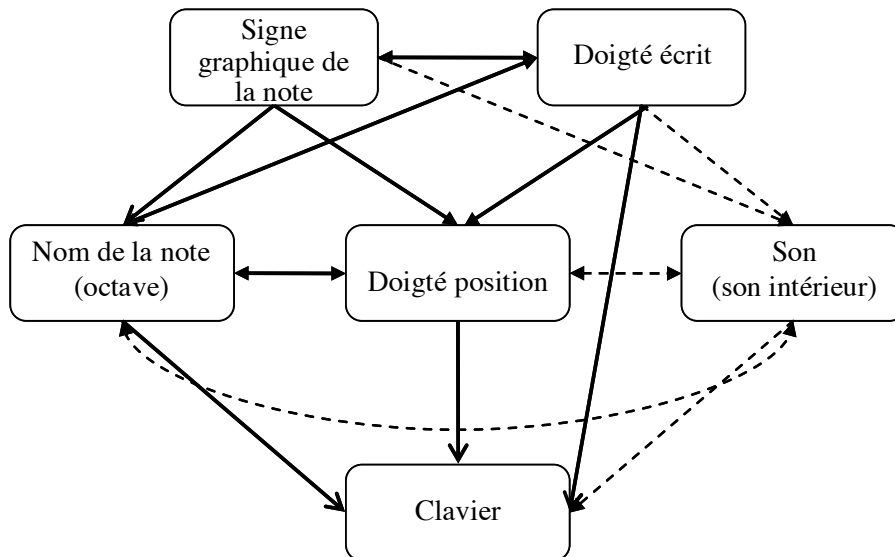 Signe
graphique de
la note
Doigté écrit
Nom de la note
(octave)
Doigté position
Son
(son intérieur)
Clavier